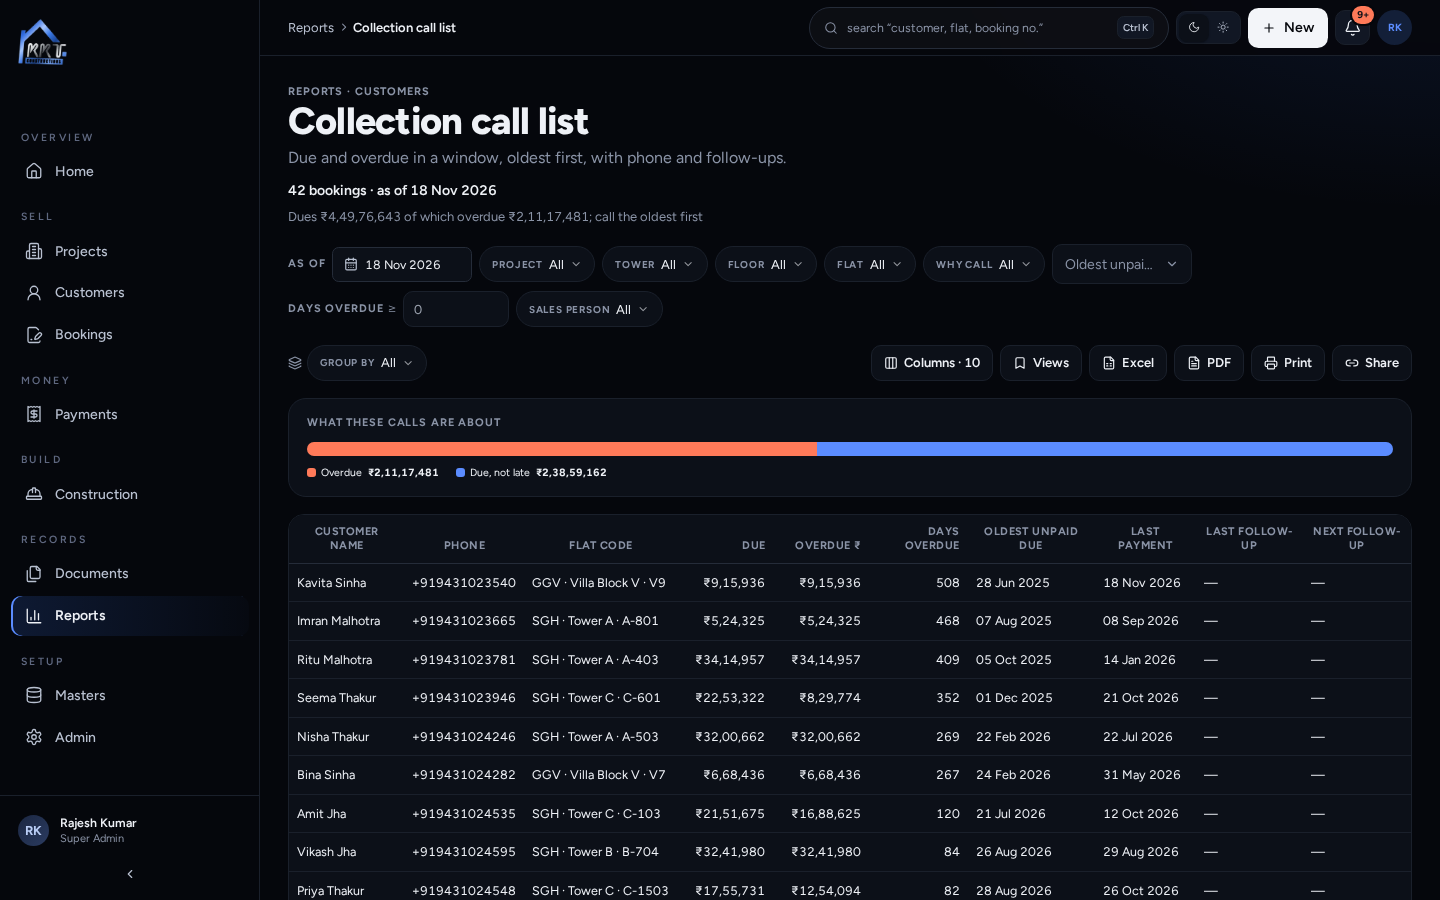 Reports > Collection call list
search “customer, flat, booking no.”
Ctrl K
New
9+
RK
OVERVIEW
Home
SELL
Projects
Customers
Bookings
MONEY
Payments
BUILD
Construction
RECORDS
Documents
Reports
SETUP
Masters
Admin
RK
Rajesh Kumar
Super Admin
REPORTS · CUSTOMERS
Collection call list
Due and overdue in a window, oldest first, with phone and follow-ups.
42 bookings · as of 18 Nov 2026
Dues ₹4,49,76,643 of which overdue ₹2,11,17,481; call the oldest first
AS OF 18 Nov 2026 PROJECT All TOWER All FLOOR All FLAT All WHY CALL All Oldest unpai...
DAYS OVERDUE ≥ 0 SALES PERSON All
GROUP BY All Columns · 10 Views Excel PDF Print Share
WHAT THESE CALLS ARE ABOUT
Overdue ₹2,11,17,481 Due, not late ₹2,38,59,162
CUSTOMER NAME PHONE FLAT CODE DUE OVERDUE ₹ DAYS OVERDUE OLDEST UNPAID DUE LAST PAYMENT LAST FOLLOW-UP NEXT FOLLOW-UP
Kavita Sinha +919431023540 GGV · Villa Block V · V9 ₹9,15,936 ₹9,15,936 508 28 Jun 2025 18 Nov 2026 — —
Imran Malhotra +919431023665 SGH · Tower A · A-801 ₹5,24,325 ₹5,24,325 468 07 Aug 2025 08 Sep 2026 — —
Ritu Malhotra +919431023781 SGH · Tower A · A-403 ₹34,14,957 ₹34,14,957 409 05 Oct 2025 14 Jan 2026 — —
Seema Thakur +919431023946 SGH · Tower C · C-601 ₹22,53,322 ₹8,29,774 352 01 Dec 2025 21 Oct 2026 — —
Nisha Thakur +919431024246 SGH · Tower A · A-503 ₹32,00,662 ₹32,00,662 269 22 Feb 2026 22 Jul 2026 — —
Bina Sinha +919431024282 GGV · Villa Block V · V7 ₹6,68,436 ₹6,68,436 267 24 Feb 2026 31 May 2026 — —
Amit Jha +919431024535 SGH · Tower C · C-103 ₹21,51,675 ₹16,88,625 120 21 Jul 2026 12 Oct 2026 — —
Vikash Jha +919431024595 SGH · Tower B · B-704 ₹32,41,980 ₹32,41,980 84 26 Aug 2026 29 Aug 2026 — —
Priya Thakur +919431024548 SGH · Tower C · C-1503 ₹17,55,731 ₹12,54,094 82 28 Aug 2026 26 Oct 2026 — —